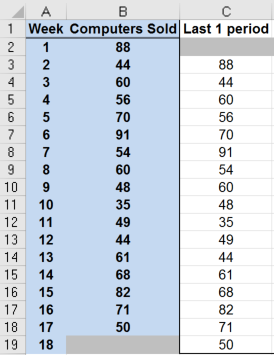 A B C
1 Week Computers Sold Last 1 period
2 1 88
3 2 44 88
4 3 60 44
5 4 56 60
6 5 70 56
7 6 91 70
8 7 54 91
9 8 60 54
10 9 48 60
11 10 35 48
12 11 49 35
13 12 44 49
14 13 61 44
15 14 68 61
16 15 82 68
17 16 71 82
18 17 50 71
19 18 50